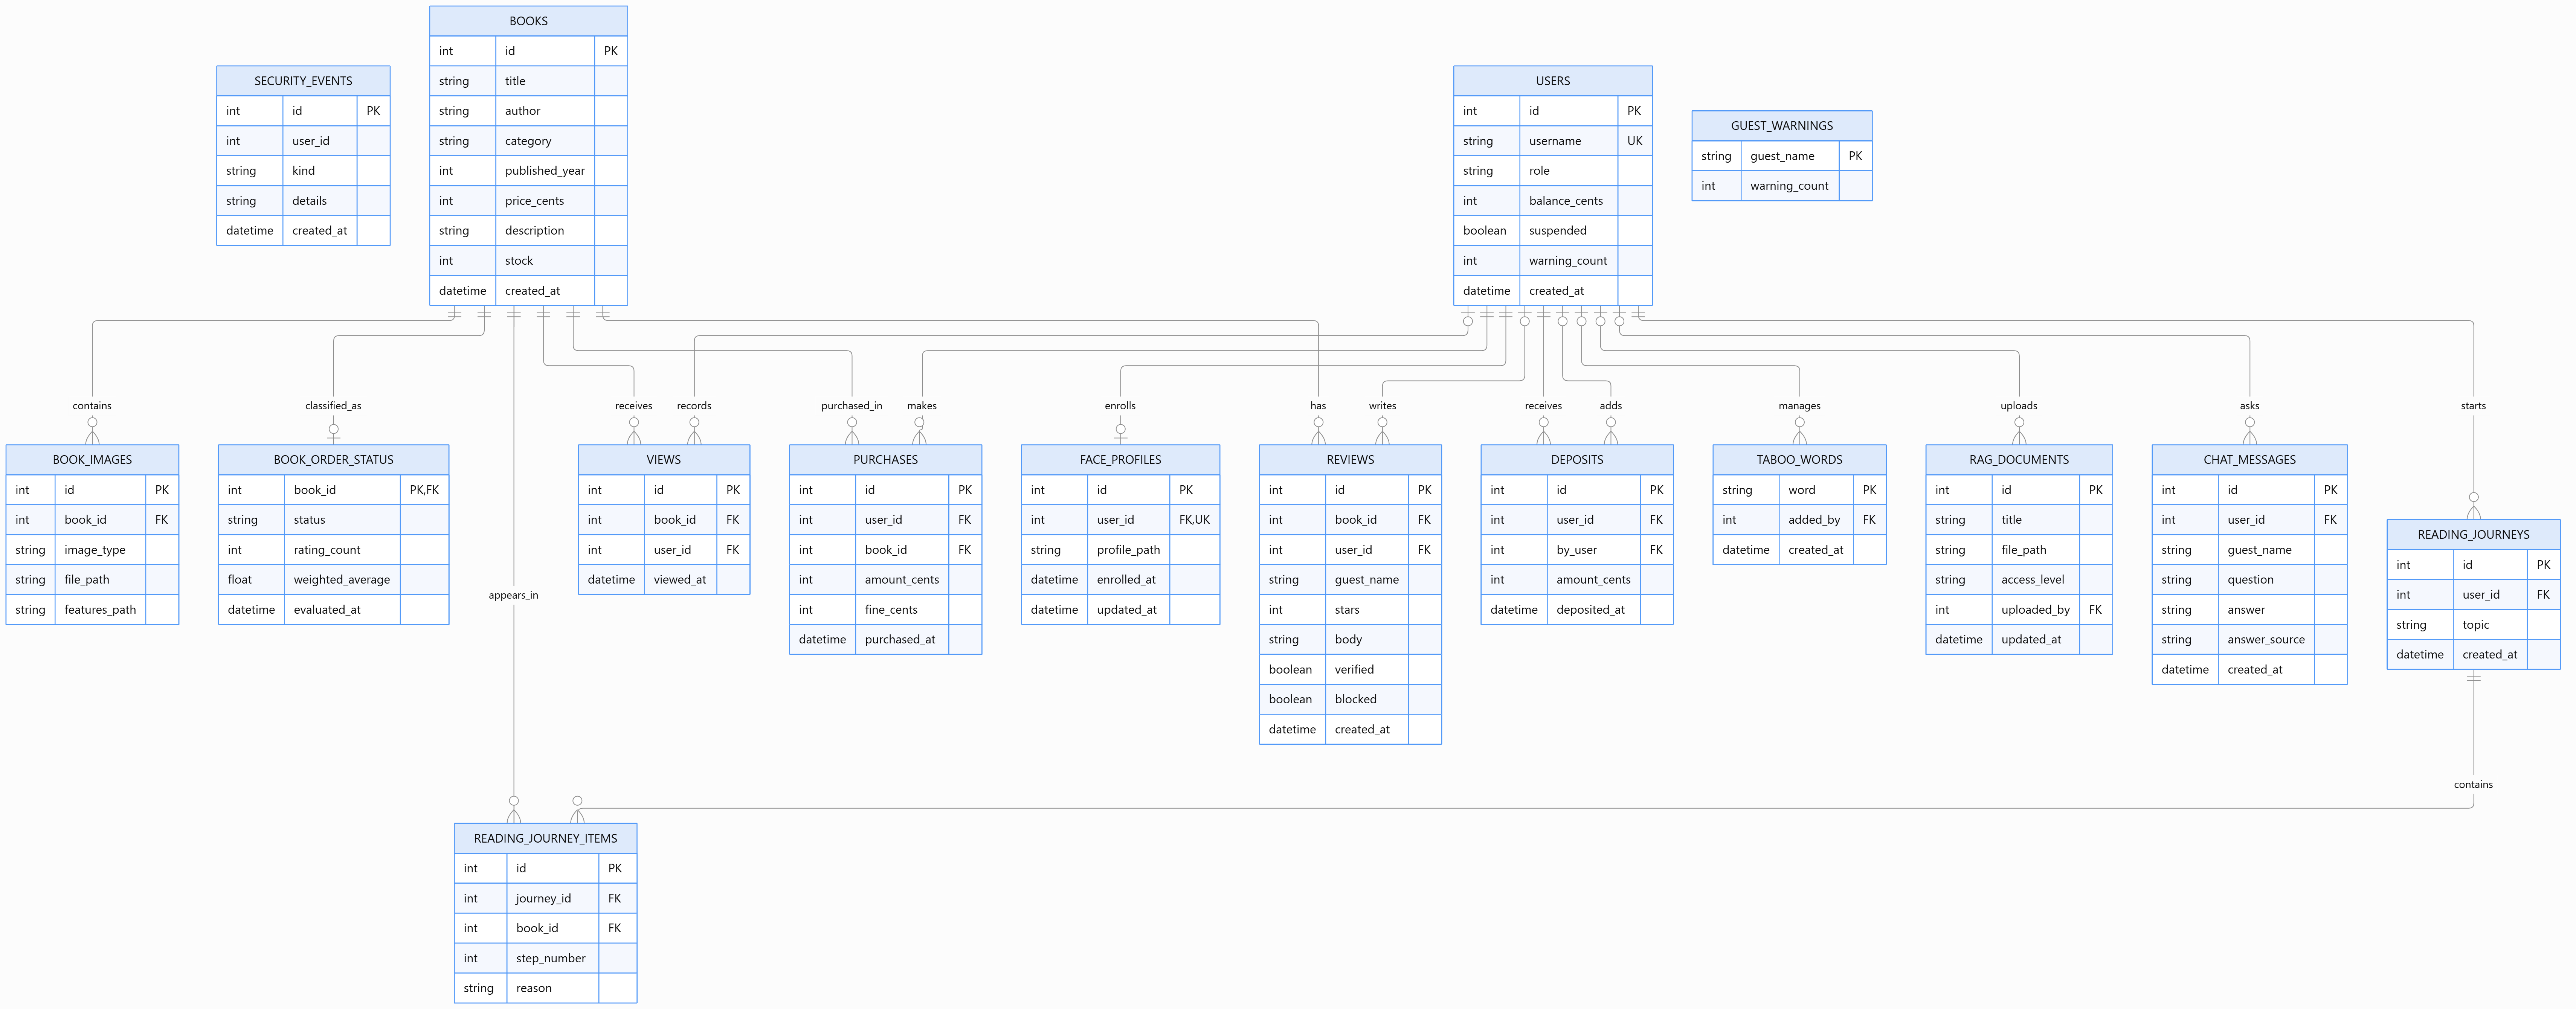 BOOKS
int id PK
string title
string author
string category
int published_year
int price_cents
string description
int stock
datetime created_at
SECURITY_EVENTS
int id PK
int user_id
string kind
string details
datetime created_at
USERS
int id PK
string username UK
string role
int balance_cents
boolean suspended
int warning_count
datetime created_at
GUEST_WARNINGS
string guest_name PK
int warning_count
contains
classified_as
receives
records
purchased_in
makes
enrolls
has
writes
receives
adds
manages
uploads
asks
starts
BOOK_IMAGES
int id PK
int book_id FK
string image_type
string file_path
string features_path
BOOK_ORDER_STATUS
int book_id PK,FK
string status
int rating_count
float weighted_average
datetime evaluated_at
appears_in
VIEWS
int id PK
int book_id FK
int user_id FK
datetime viewed_at
PURCHASES
int id PK
int user_id FK
int book_id FK
int amount_cents
int fine_cents
datetime purchased_at
FACE_PROFILES
int id PK
int user_id FK,UK
string profile_path
datetime enrolled_at
datetime updated_at
REVIEWS
int id PK
int book_id FK
int user_id FK
string guest_name
int stars
string body
boolean verified
boolean blocked
datetime created_at
DEPOSITS
int id PK
int user_id FK
int by_user FK
int amount_cents
datetime deposited_at
TABOO_WORDS
string word PK
int added_by FK
datetime created_at
RAG_DOCUMENTS
int id PK
string title
string file_path
string access_level
int uploaded_by FK
datetime updated_at
CHAT_MESSAGES
int id PK
int user_id FK
string guest_name
string question
string answer
string answer_source
datetime created_at
READING_JOURNEYS
int id PK
int user_id FK
string topic
datetime created_at
contains
READING_JOURNEY_ITEMS
int id PK
int journey_id FK
int book_id FK
int step_number
string reason